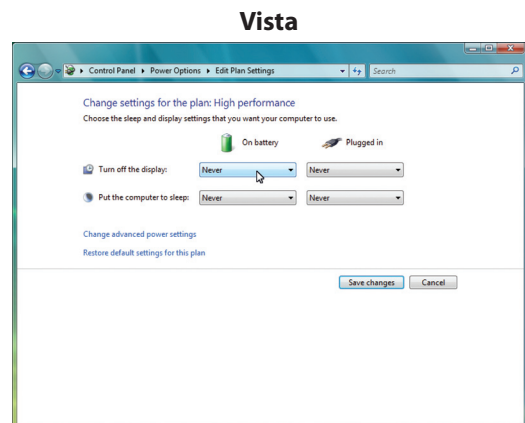 Vista
Control Panel Power Options Edit Plan Settings Search
Change settings for the plan: High performance
Choose the sleep and display settings that you want your computer to use.
On battery Plugged in
Turn off the display: Never Never
Put the computer to sleep: Never Never
Change advanced power settings
Restore default settings for this plan
Save changes Cancel